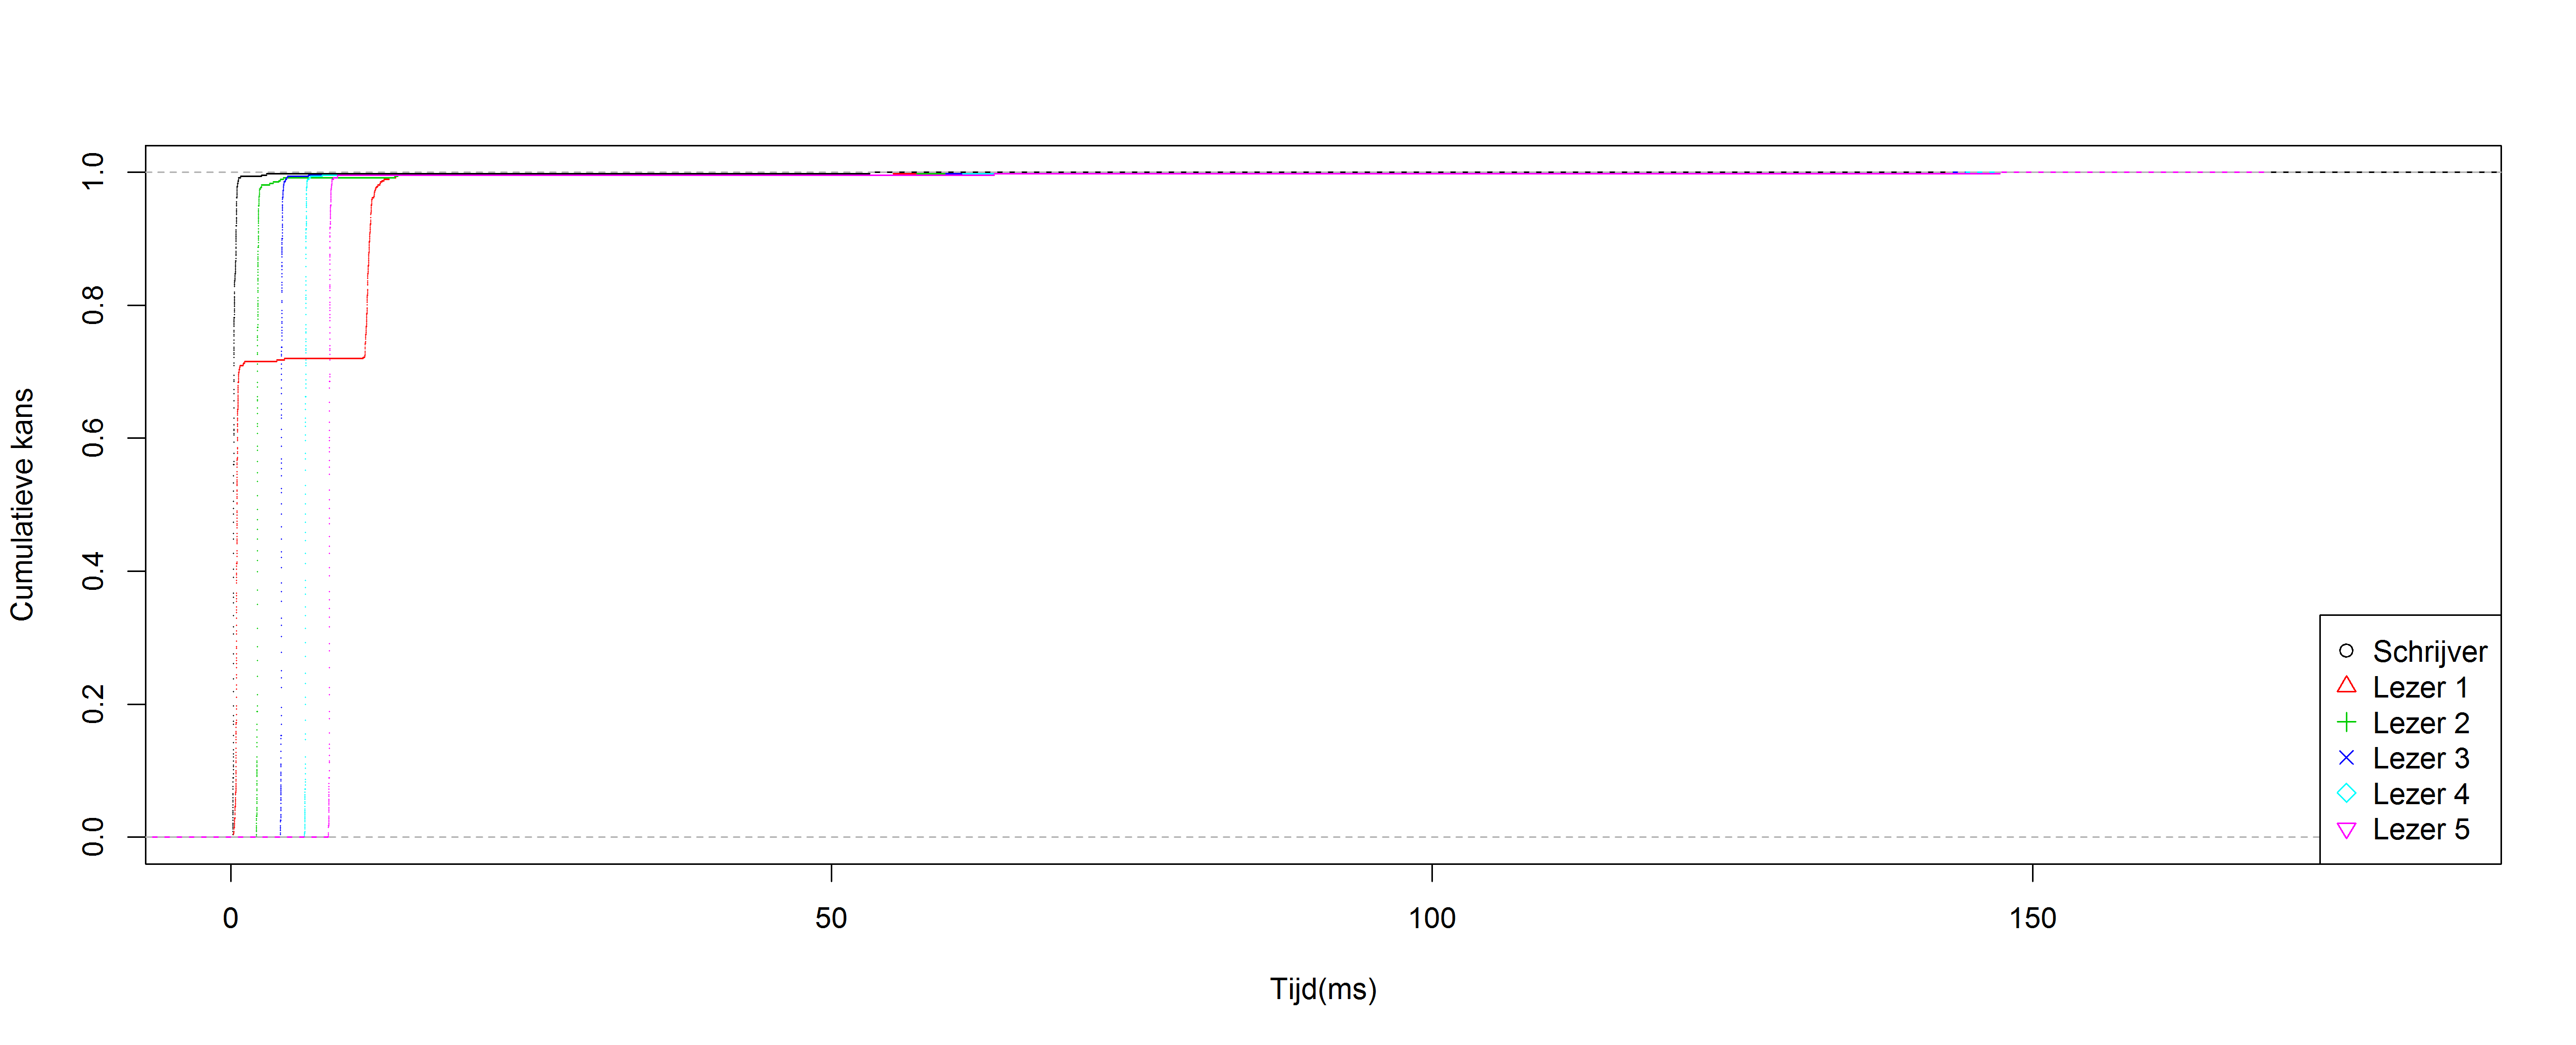 Cumulatieve kans
1.0
0.8
0.6
0.4
0.2
0.0
0 50 100 150
Tijd(ms)
Schrijver
Lezer 1
Lezer 2
Lezer 3
Lezer 4
Lezer 5